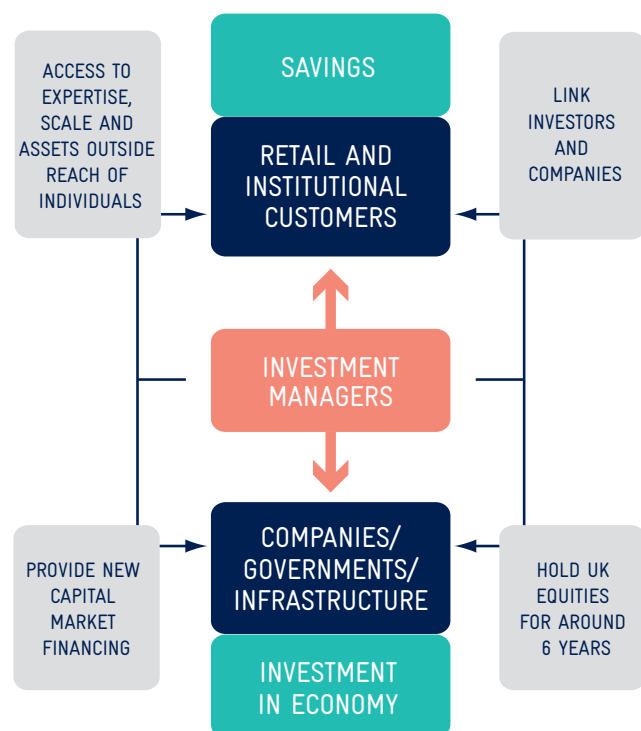 ACCESS TO
EXPERTISE,
SCALE AND
ASSETS OUTSIDE
REACH OF
INDIVIDUALS
SAVINGS
RETAIL AND
INSTITUTIONAL
CUSTOMERS
LINK
INVESTORS
AND
COMPANIES
INVESTMENT
MANAGERS
PROVIDE NEW
CAPITAL
MARKET
FINANCING
COMPANIES/
GOVERNMENTS/
INFRASTRUCTURE
INVESTMENT
IN ECONOMY
HOLD UK
EQUITIES
FOR AROUND
6 YEARS